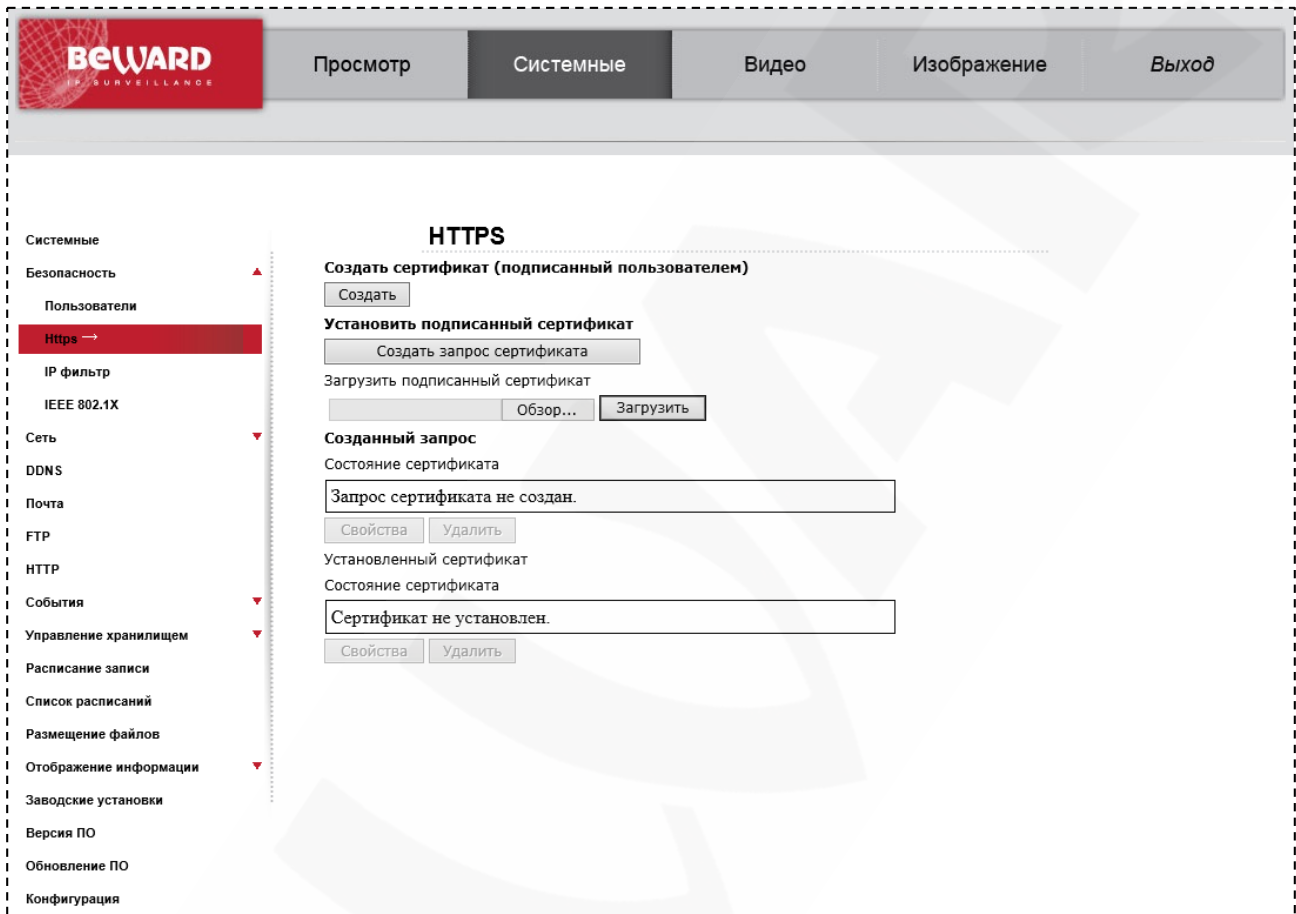 BEWARD
IP SURVEILLANCE
Просмотр
Системные
Видео
Изображение
Выход
Системные
Безопасность
Пользователи
Https →
IP фильтр
IEEE 802.1X
Сеть
DDNS
Почта
FTP
HTTP
События
Управление хранилищем
Расписание записи
Список расписаний
Размещение файлов
Отображение информации
Заводские установки
Версия ПО
Обновление ПО
Конфигурация
HTTPS
Создать сертификат (подписанный пользователем)
Создать
Установить подписанный сертификат
Создать запрос сертификата
Загрузить подписанный сертификат
Обзор... Загрузить
Созданный запрос
Состояние сертификата
Запрос сертификата не создан.
Свойства Удалить
Установленный сертификат
Состояние сертификата
Сертификат не установлен.
Свойства Удалить